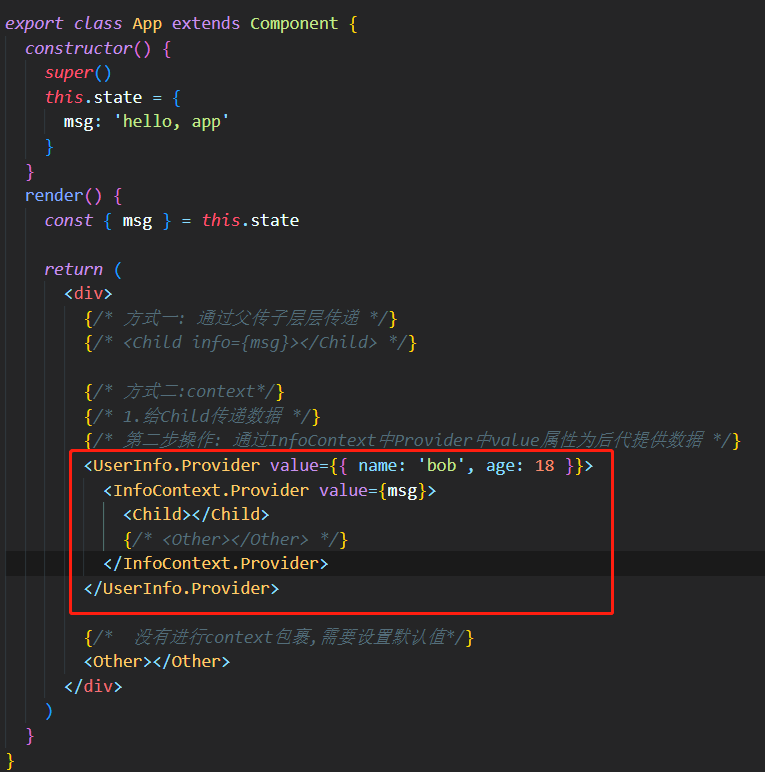 export class App extends Component {
constructor() {
super()
this.state = {
msg: 'hello, app'
}
}
render() {
const { msg } = this.state
return (
<div>
{/* 方式一: 通过父传子层层传递 */}
{/* <Child info={msg}></Child> */}
{/* 方式二:context*/}
{/* 1.给Child传递数据 */}
{/* 第二步操作: 通过InfoContext中Provider中value属性为后代提供数据 */}
<UserInfo.Provider value={{ name: 'bob', age: 18 }}>
<InfoContext.Provider value={msg}>
<Child></Child>
{/* <Other></Other> */}
</InfoContext.Provider>
</UserInfo.Provider>
{/*  没有进行context包裹,需要设置默认值*/}
<Other></Other>
</div>
)
}
}